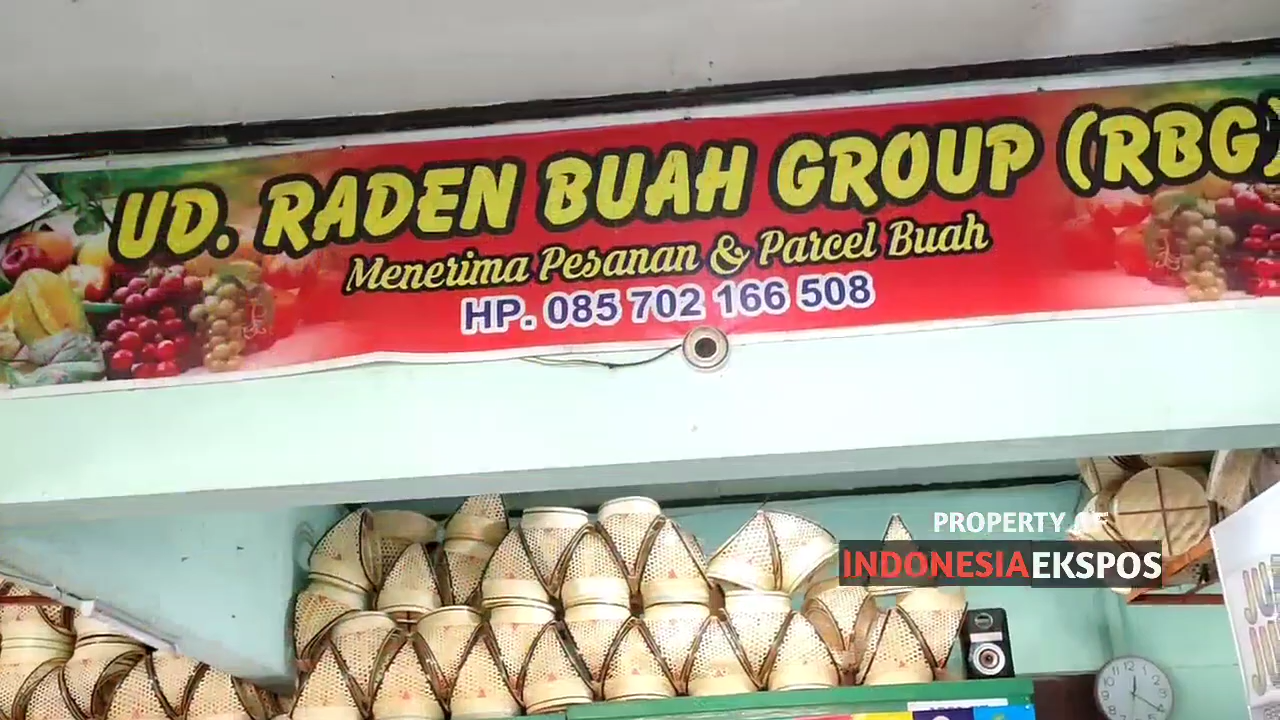 UD. RADEN BUAH GROUP (RBG)
Menerima Pesanan & Parcel Buah
HP. 085 702 166 508
PROPERTY OF
INDONESIAEKSPOS